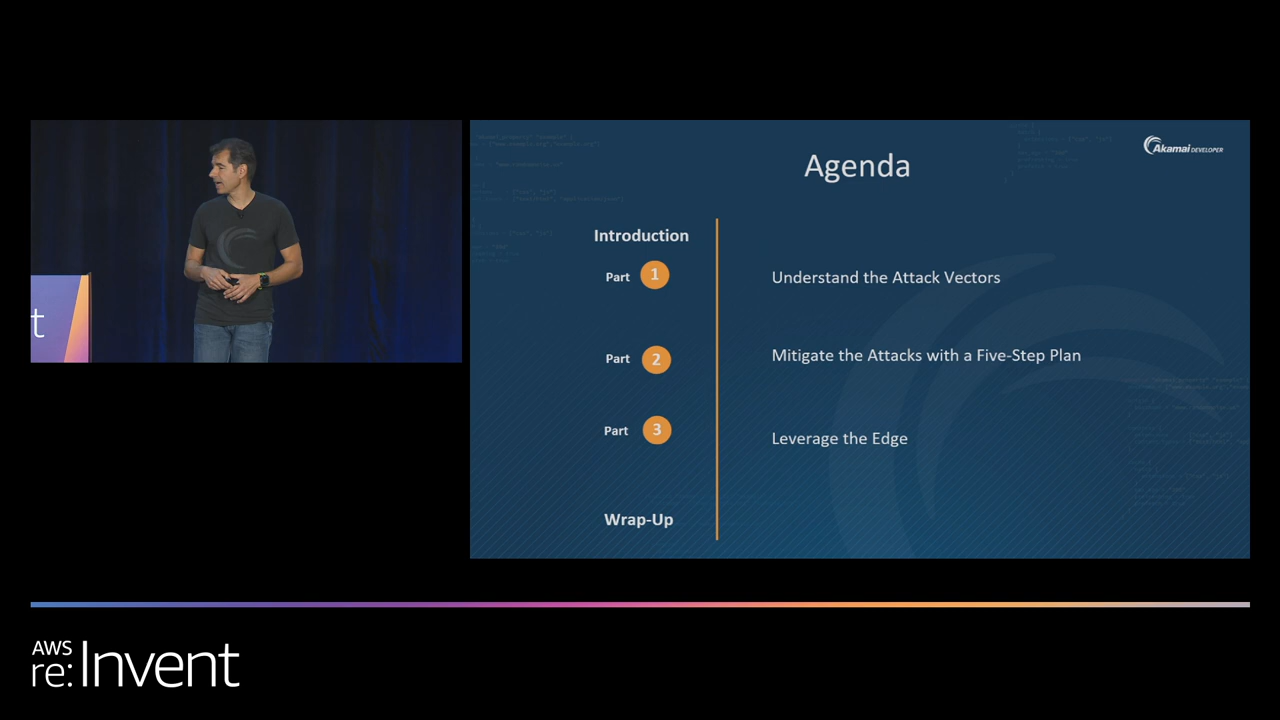 Agenda
Akamai DEVELOPER
Introduction
Part 1
Understand the Attack Vectors
Part 2
Mitigate the Attacks with a Five-Step Plan
Part 3
Leverage the Edge
Wrap-Up
t
AWS
re:Invent